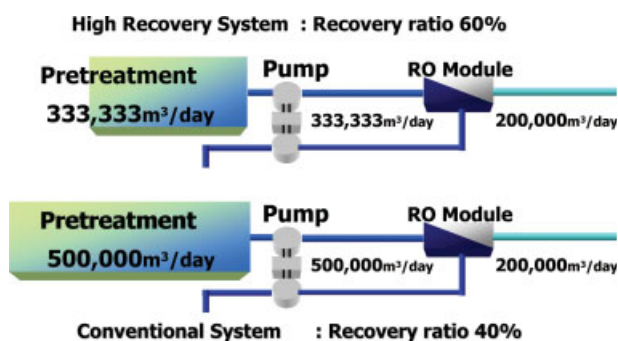 High Recovery System : Recovery ratio 60%
Pretreatment
333,333m³/day
Pump
333,333m³/day
RO Module
200,000m³/day
Pretreatment
500,000m³/day
Pump
500,000m³/day
RO Module
200,000m³/day
Conventional System : Recovery ratio 40%